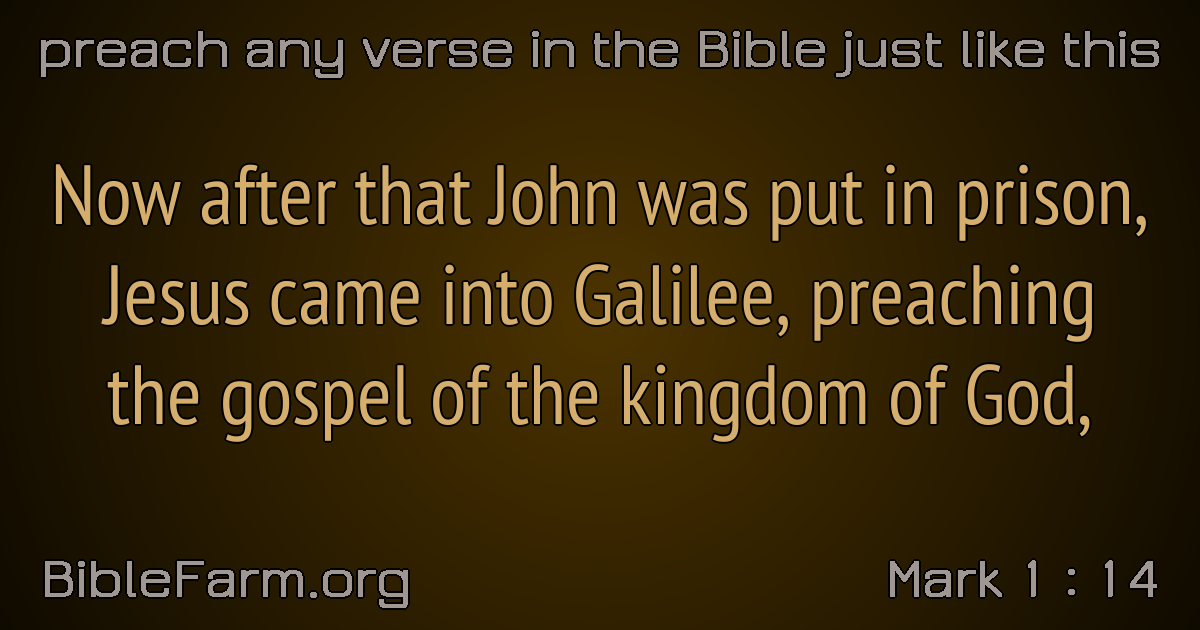 preach any verse in the Bible just like this
Now after that John was put in prison,
Jesus came into Galilee, preaching
the gospel of the kingdom of God,
BibleFarm.org
Mark 1 : 14